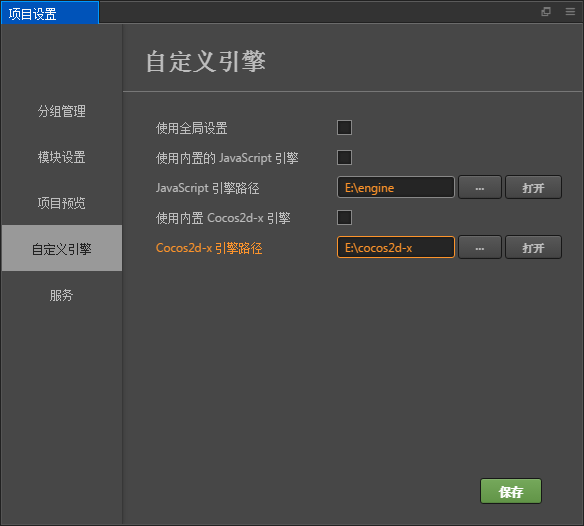 项目设置
自定义引擎
分组管理
模块设置
项目预览
自定义引擎
服务
使用全局设置
使用内置的 JavaScript 引擎
JavaScript 引擎路径 E:\engine ... 打开
使用内置 Cocos2d-x 引擎
Cocos2d-x 引擎路径 E:\cocos2d-x ... 打开
保存